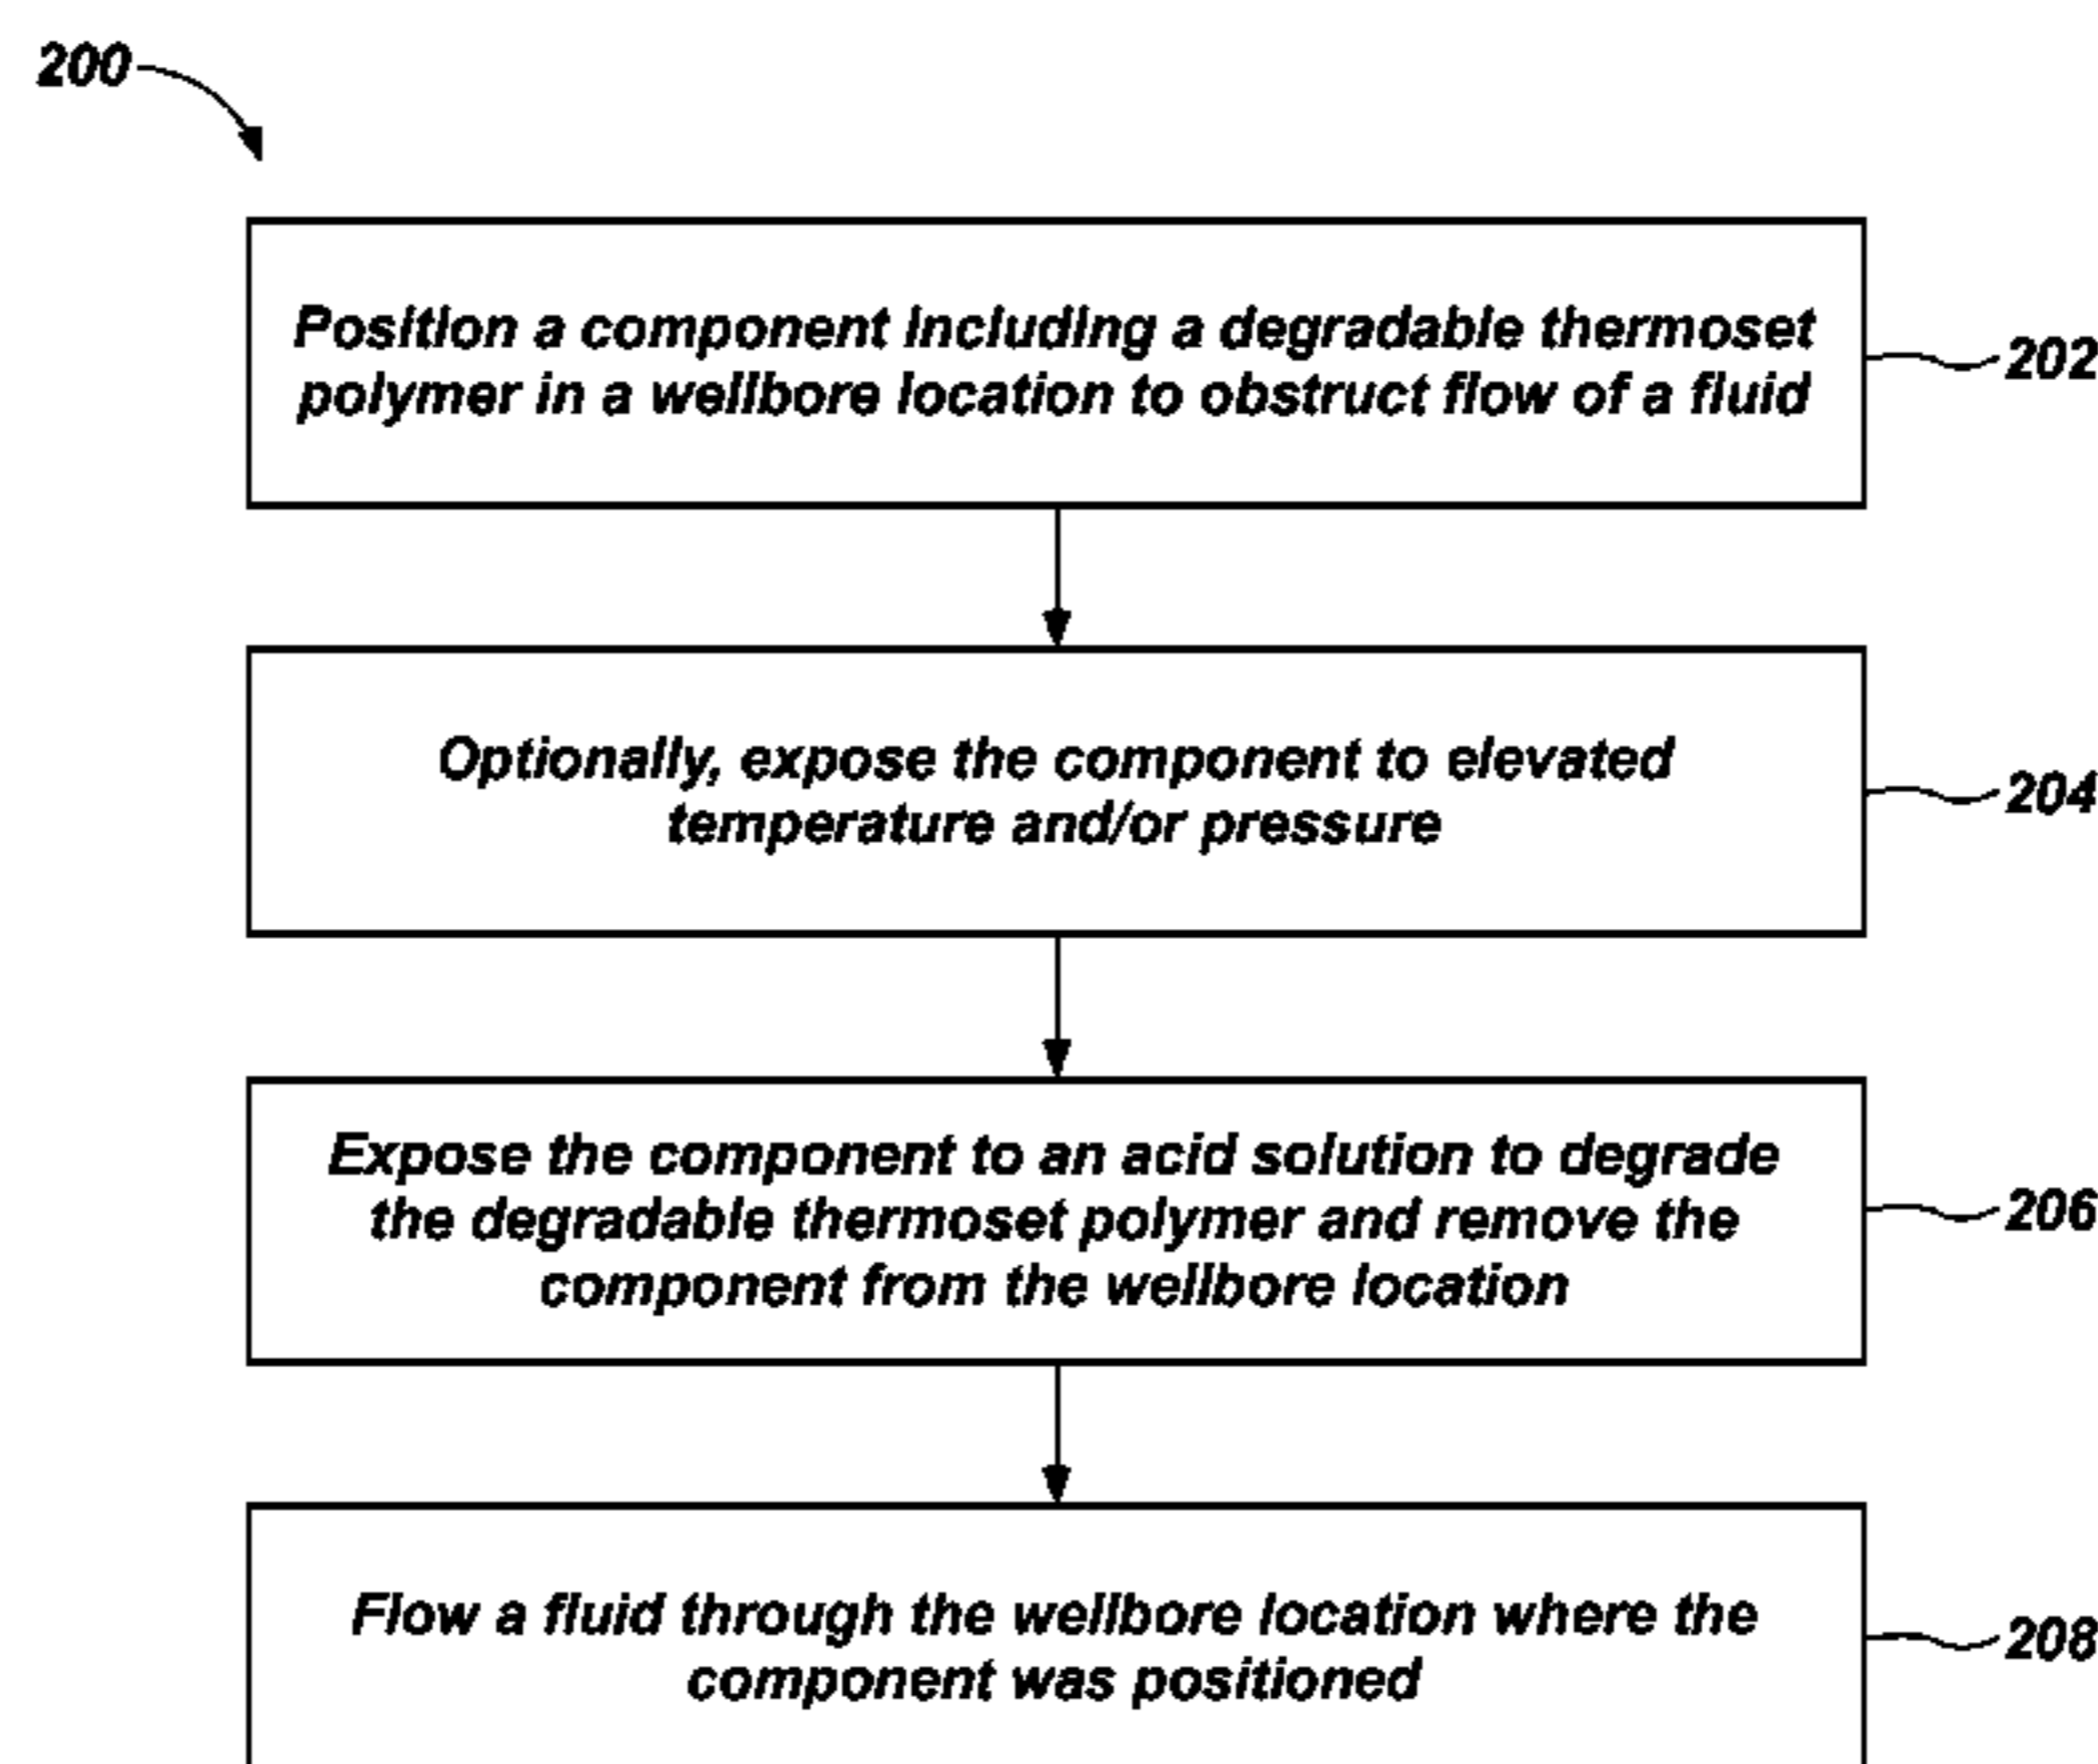 200
Position a component including a degradable thermoset
polymer in a wellbore location to obstruct flow of a fluid
202
Optionally, expose the component to elevated
temperature and/or pressure
204
Expose the component to an acid solution to degrade
the degradable thermoset polymer and remove the
component from the wellbore location
206
Flow a fluid through the wellbore location where the
component was positioned
208